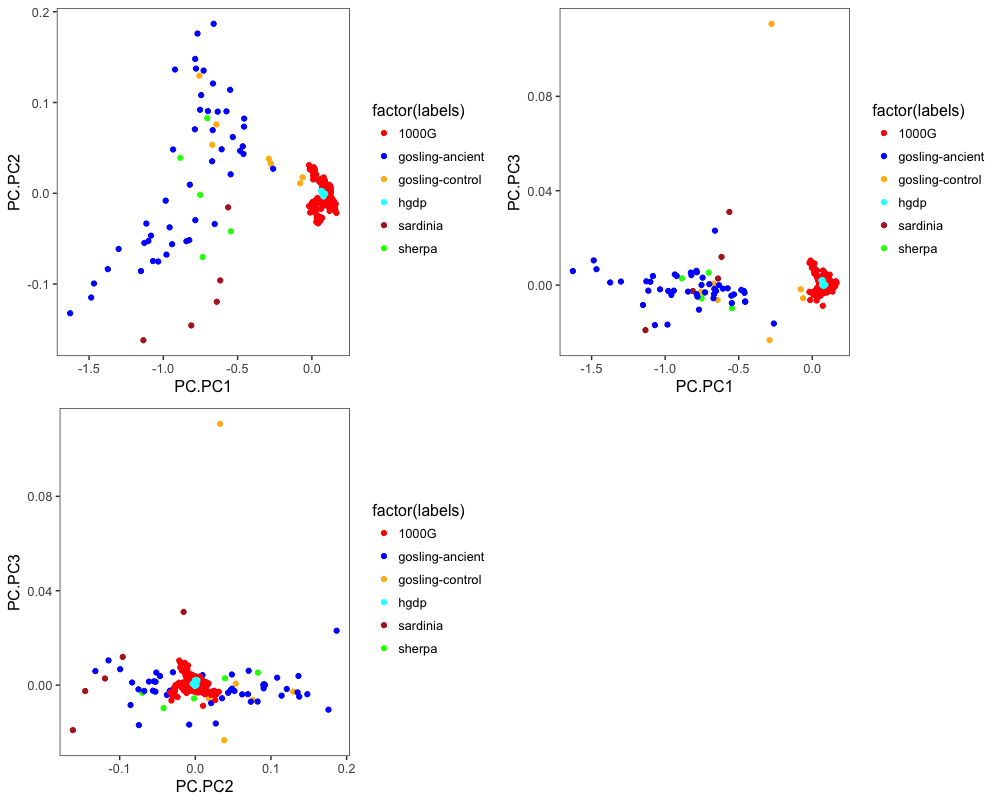 0.2
0.1
0.0
-0.1
PC.PC2
-1.5 -1.0 -0.5 0.0
PC.PC1
factor(labels)
1000G
gosling-ancient
gosling-control
hgdp
sardinia
sherpa
0.08
0.04
0.00
PC.PC3
-1.5 -1.0 -0.5 0.0
PC.PC1
factor(labels)
1000G
gosling-ancient
gosling-control
hgdp
sardinia
sherpa
0.08
0.04
0.00
PC.PC3
-0.1 0.0 0.1 0.2
PC.PC2
factor(labels)
1000G
gosling-ancient
gosling-control
hgdp
sardinia
sherpa